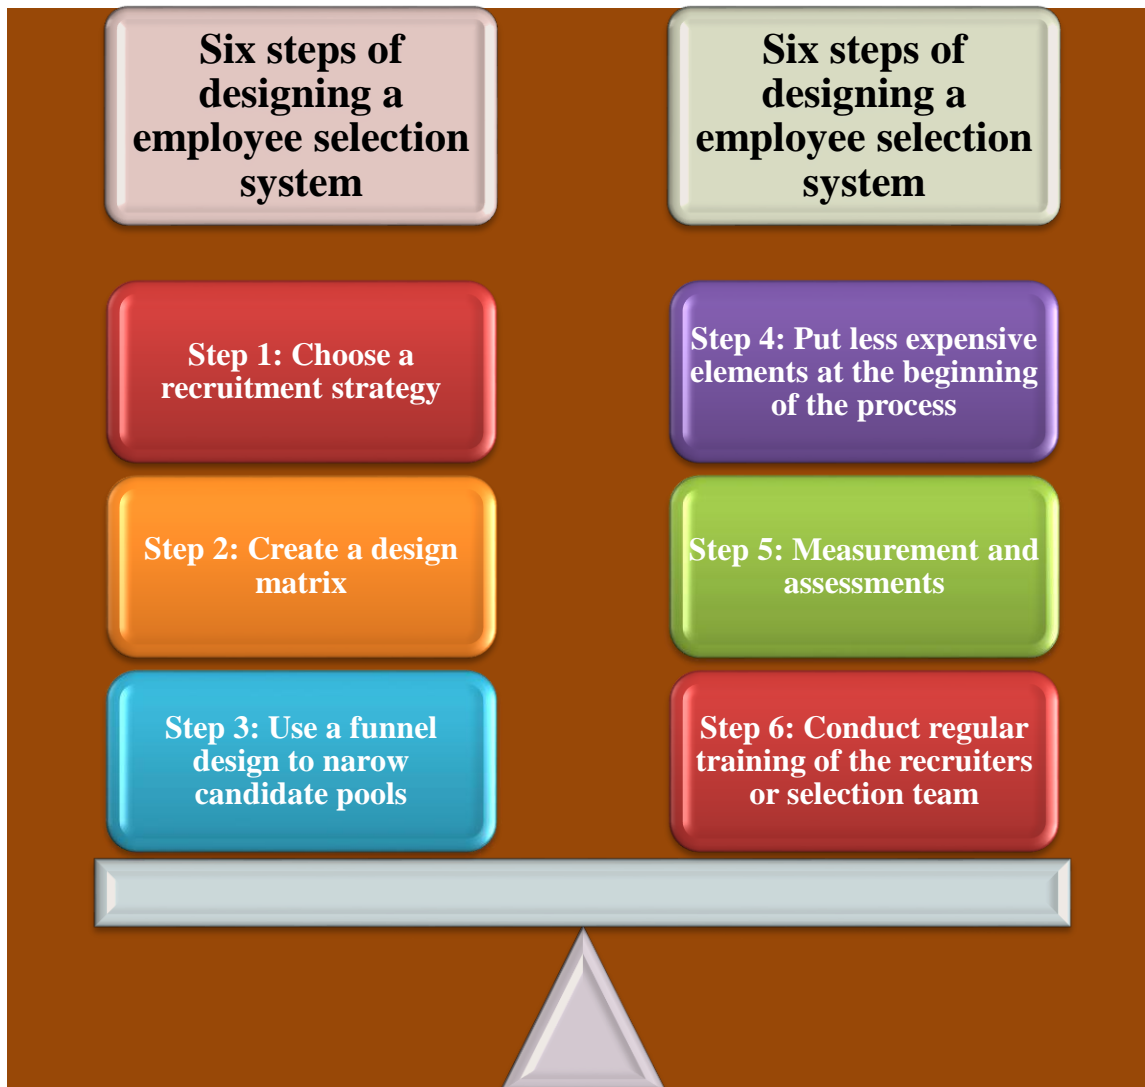 Six steps of
designing a
employee selection
system
Six steps of
designing a
employee selection
system
Step 1: Choose a
recruitment strategy
Step 2: Create a design
matrix
Step 3: Use a funnel
design to narow
candidate pools
Step 4: Put less expensive
elements at the beginning
of the process
Step 5: Measurement and
assessments
Step 6: Conduct regular
training of the recruiters
or selection team